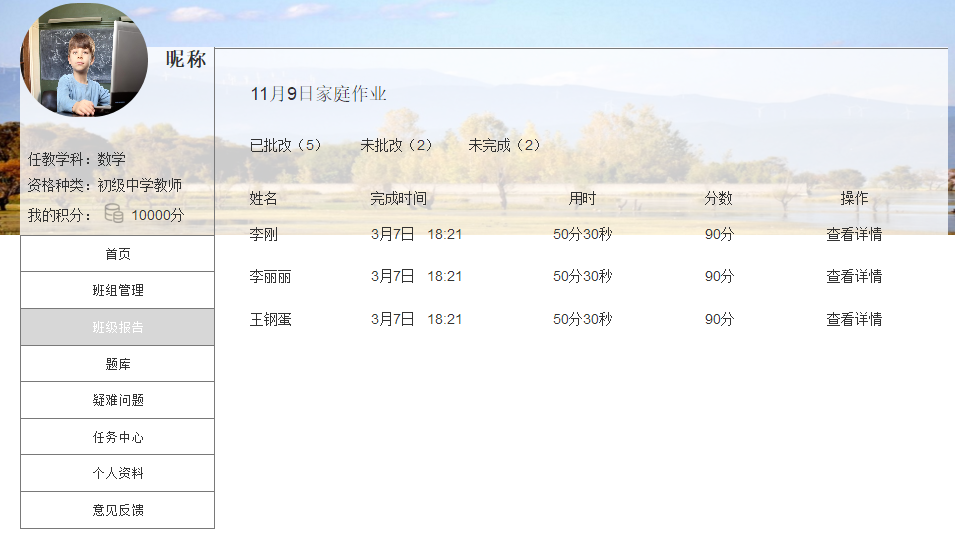 昵称
任教学科：数学
资格种类：初级中学教师
我的积分： 10000分
首页
班组管理
班级报告
题库
疑难问题
任务中心
个人资料
意见反馈
11月9日家庭作业
已批改（5） 未批改（2） 未完成（2）
姓名 完成时间 用时 分数 操作
李刚 3月7日 18:21 50分30秒 90分 查看详情
李丽丽 3月7日 18:21 50分30秒 90分 查看详情
王钢蛋 3月7日 18:21 50分30秒 90分 查看详情